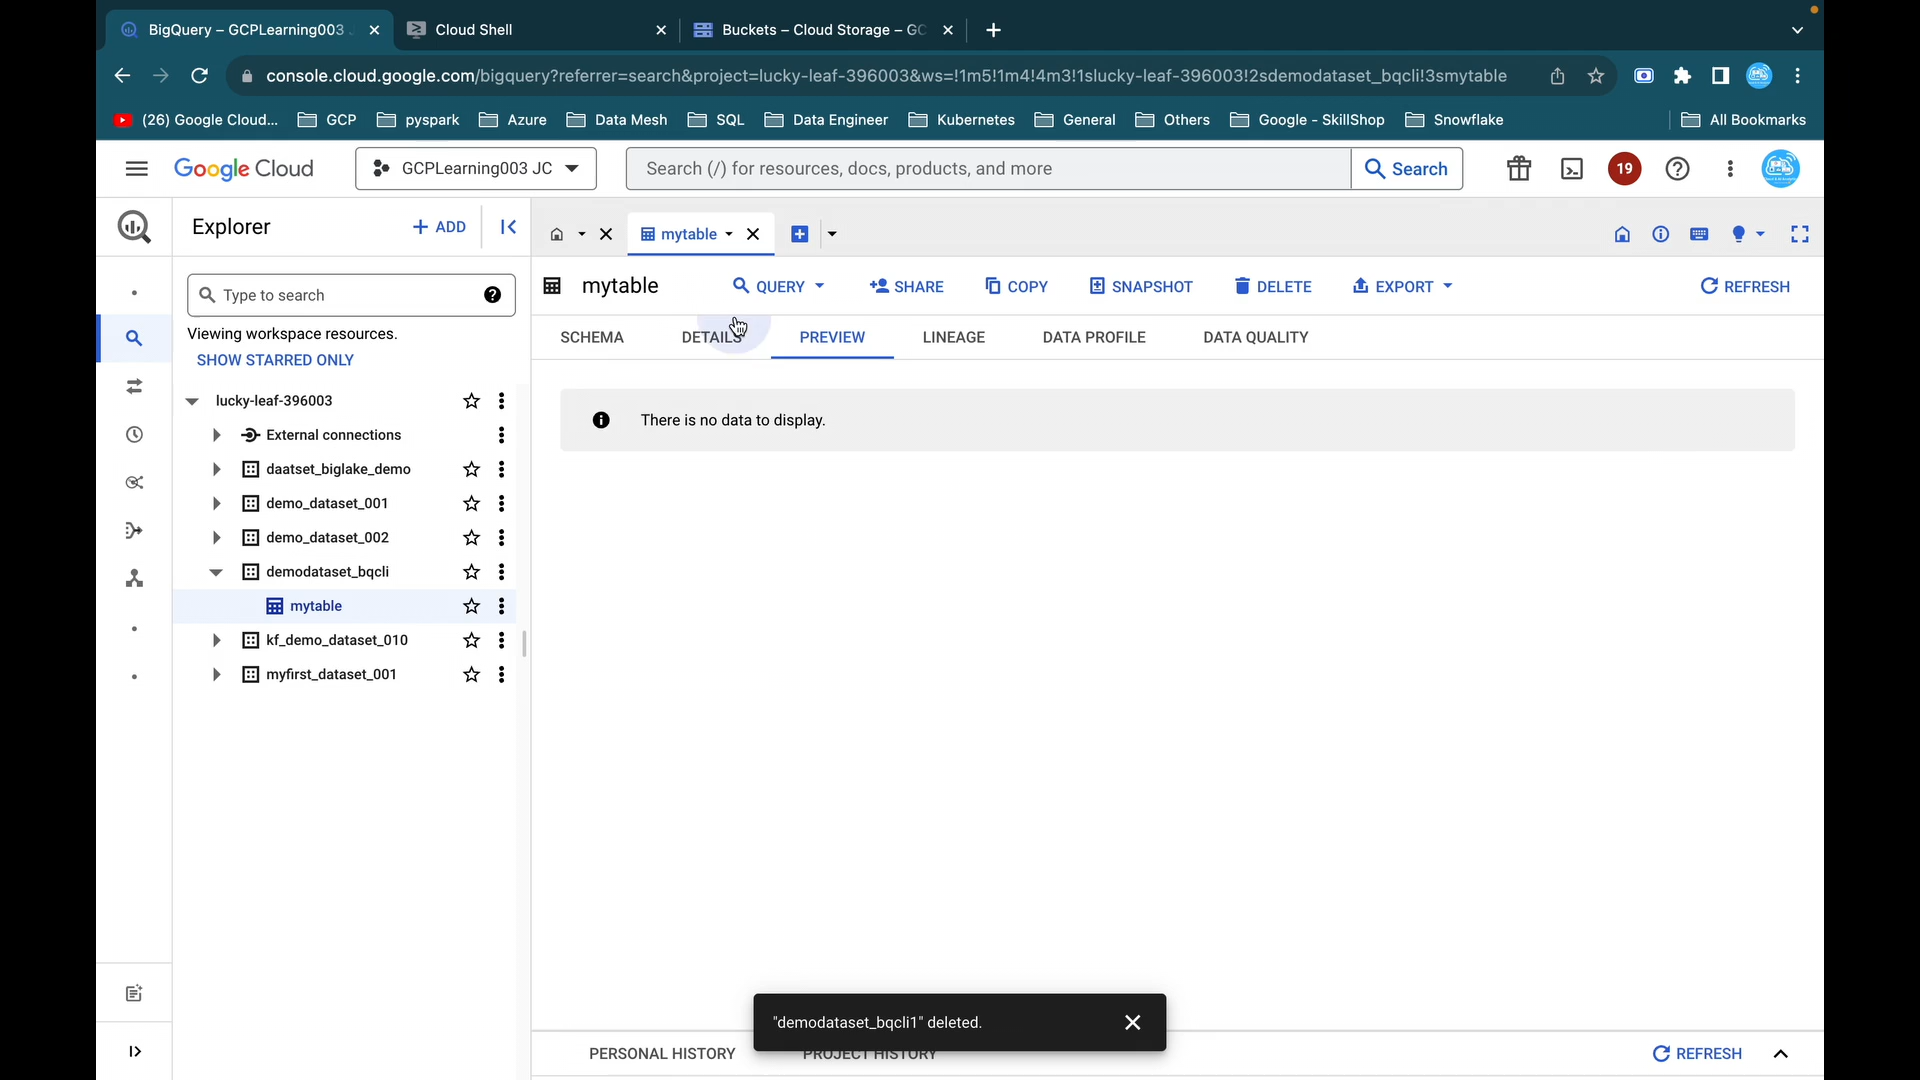 BigQuery – GCPLearning003
Cloud Shell
Buckets – Cloud Storage – GC
console.cloud.google.com/bigquery?referrer=search&project=lucky-leaf-396003&ws=!1m5!1m4!4m3!1slucky-leaf-396003!2sdemodataset_bqcli!3smytable
(26) Google Cloud...
GCP
pyspark
Azure
Data Mesh
SQL
Data Engineer
Kubernetes
General
Others
Google - SkillShop
Snowflake
All Bookmarks
Google Cloud
GCPLearning003 JC
Search (/) for resources, docs, products, and more
Search
19
Explorer
+ ADD
mytable
mytable
QUERY
SHARE
COPY
SNAPSHOT
DELETE
EXPORT
REFRESH
Type to search
Viewing workspace resources.
SHOW STARRED ONLY
SCHEMA
DETAILS
PREVIEW
LINEAGE
DATA PROFILE
DATA QUALITY
lucky-leaf-396003
External connections
daatset_biglake_demo
demo_dataset_001
demo_dataset_002
demodataset_bqcli
mytable
kf_demo_dataset_010
myfirst_dataset_001
There is no data to display.
"demodataset_bqcli1" deleted.
PERSONAL HISTORY
PROJECT HISTORY
REFRESH